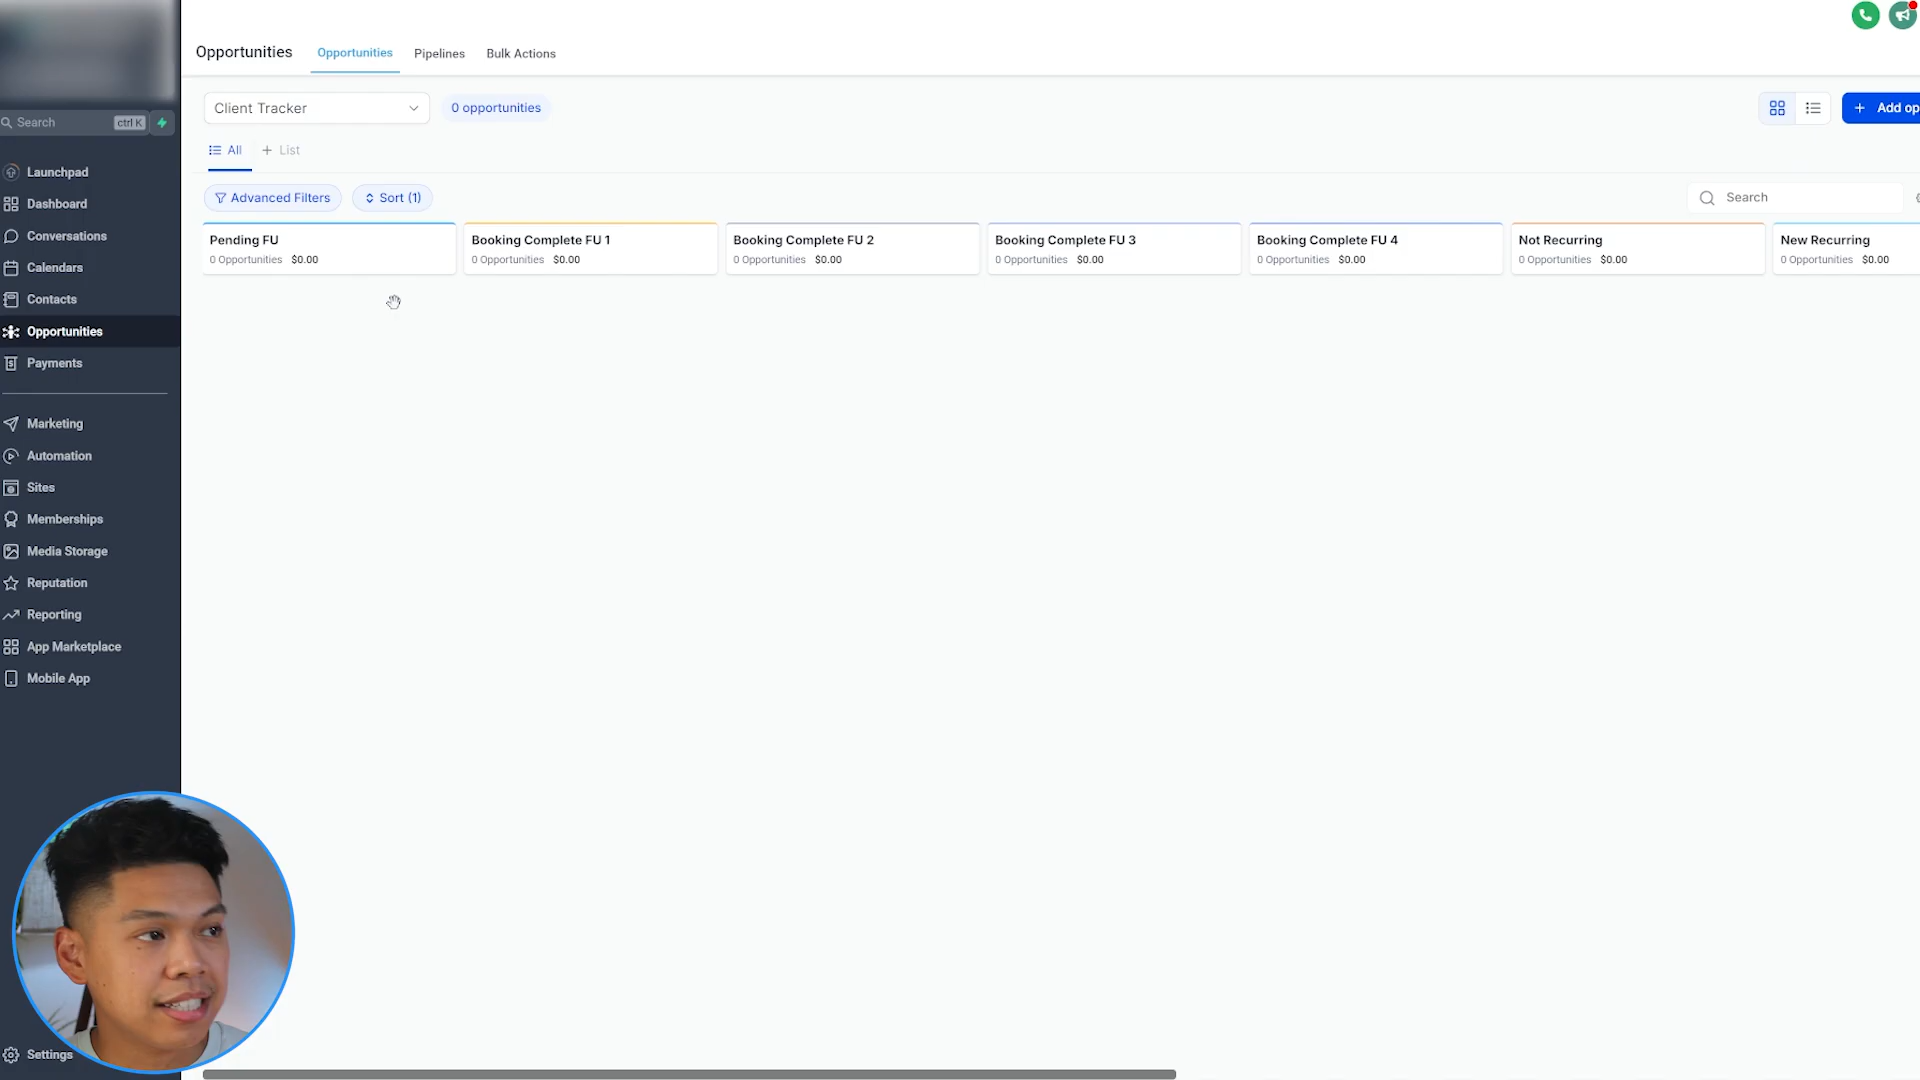 Opportunities
Opportunities
Pipelines
Bulk Actions
Client Tracker
0 opportunities
Add op
All
List
Advanced Filters
Sort (1)
Search
Pending FU
0 Opportunities $0.00
Booking Complete FU 1
0 Opportunities $0.00
Booking Complete FU 2
0 Opportunities $0.00
Booking Complete FU 3
0 Opportunities $0.00
Booking Complete FU 4
0 Opportunities $0.00
Not Recurring
0 Opportunities $0.00
New Recurring
0 Opportunities $0.00
Search ctrl K
Launchpad
Dashboard
Conversations
Calendars
Contacts
Opportunities
Payments
Marketing
Automation
Sites
Memberships
Media Storage
Reputation
Reporting
App Marketplace
Mobile App
Settings